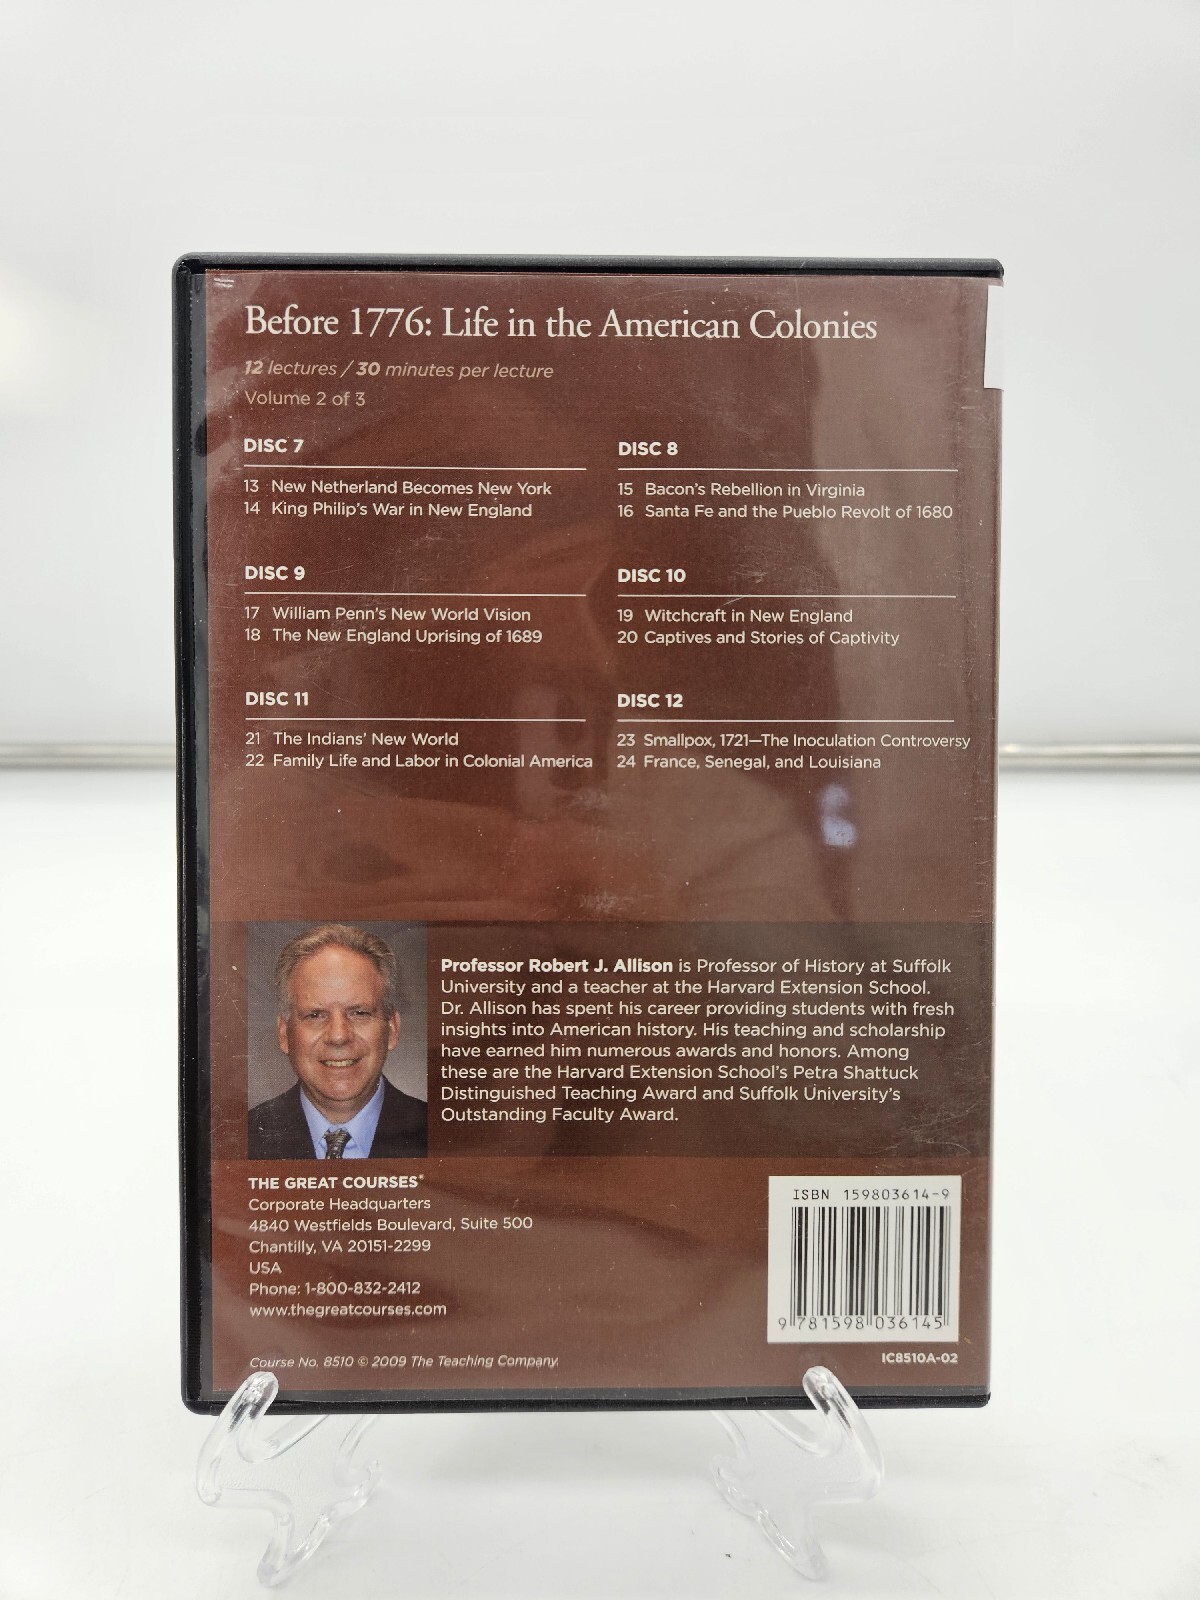 Before 1776: Life in the American Colonies
12 lectures / 30 minutes per lecture
Volume 2 of 3
DISC 7
13 New Netherland Becomes New York
14 King Philip's War in New England
DISC 8
15 Bacon's Rebellion in Virginia
16 Santa Fe and the Pueblo Revolt of 1680
DISC 9
17 William Penn's New World Vision
18 The New England Uprising of 1689
DISC 10
19 Witchcraft in New England
20 Captives and Stories of Captivity
DISC 11
21 The Indians' New World
22 Family Life and Labor in Colonial America
DISC 12
23 Smallpox, 1721—The Inoculation Controversy
24 France, Senegal, and Louisiana
Professor Robert J. Allison is Professor of History at Suffolk
University and a teacher at the Harvard Extension School.
Dr. Allison has spent his career providing students with fresh
insights into American history. His teaching and scholarship
have earned him numerous awards and honors. Among
these are the Harvard Extension School's Petra Shattuck
Distinguished Teaching Award and Suffolk University's
Outstanding Faculty Award.
THE GREAT COURSES®
Corporate Headquarters
4840 Westfields Boulevard, Suite 500
Chantilly, VA 20151-2299
USA
Phone: 1-800-832-2412
www.thegreatcourses.com
Course No. 8510 © 2009 The Teaching Company.
ISBN 159803614-9
9 781598 036145
IC8510A-02